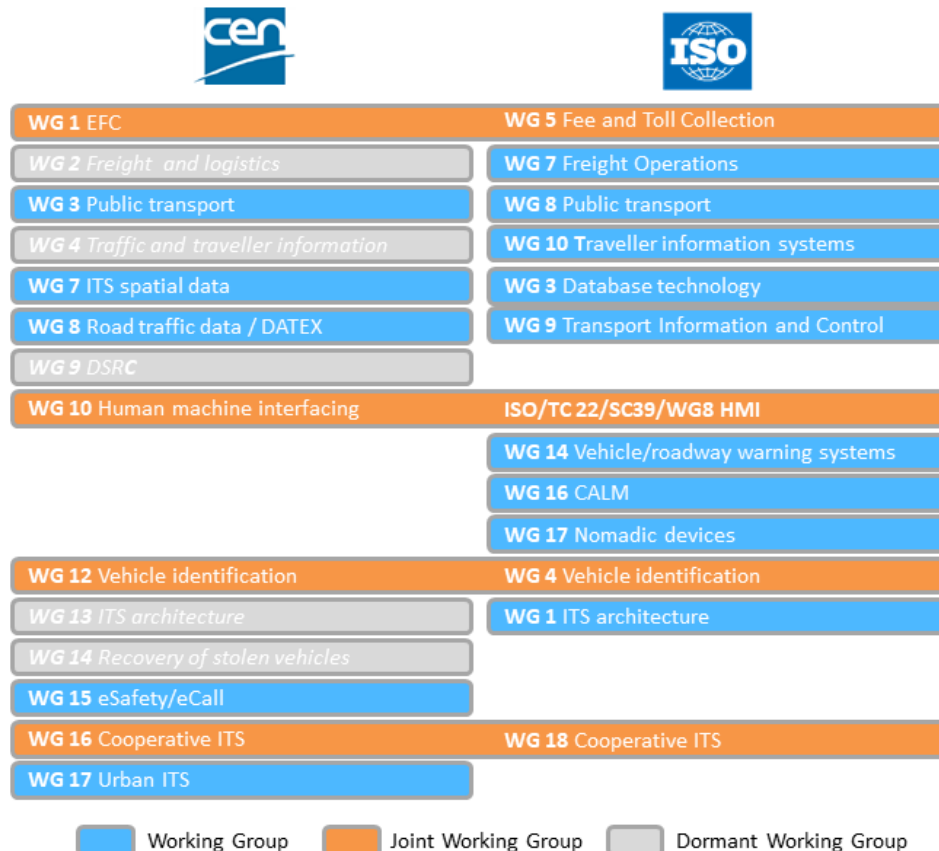 cen
ISO
WG 1 EFC WG 5 Fee and Toll Collection
WG 2 Freight and logistics WG 7 Freight Operations
WG 3 Public transport WG 8 Public transport
WG 4 Traffic and traveller information WG 10 Traveller information systems
WG 7 ITS spatial data WG 3 Database technology
WG 8 Road traffic data / DATEX WG 9 Transport Information and Control
WG 9 DSRC
WG 10 Human machine interfacing ISO/TC 22/SC39/WG8 HMI
WG 14 Vehicle/roadway warning systems
WG 16 CALM
WG 17 Nomadic devices
WG 12 Vehicle identification WG 4 Vehicle identification
WG 13 ITS architecture WG 1 ITS architecture
WG 14 Recovery of stolen vehicles
WG 15 eSafety/eCall
WG 16 Cooperative ITS WG 18 Cooperative ITS
WG 17 Urban ITS
Working Group Joint Working Group Dormant Working Group